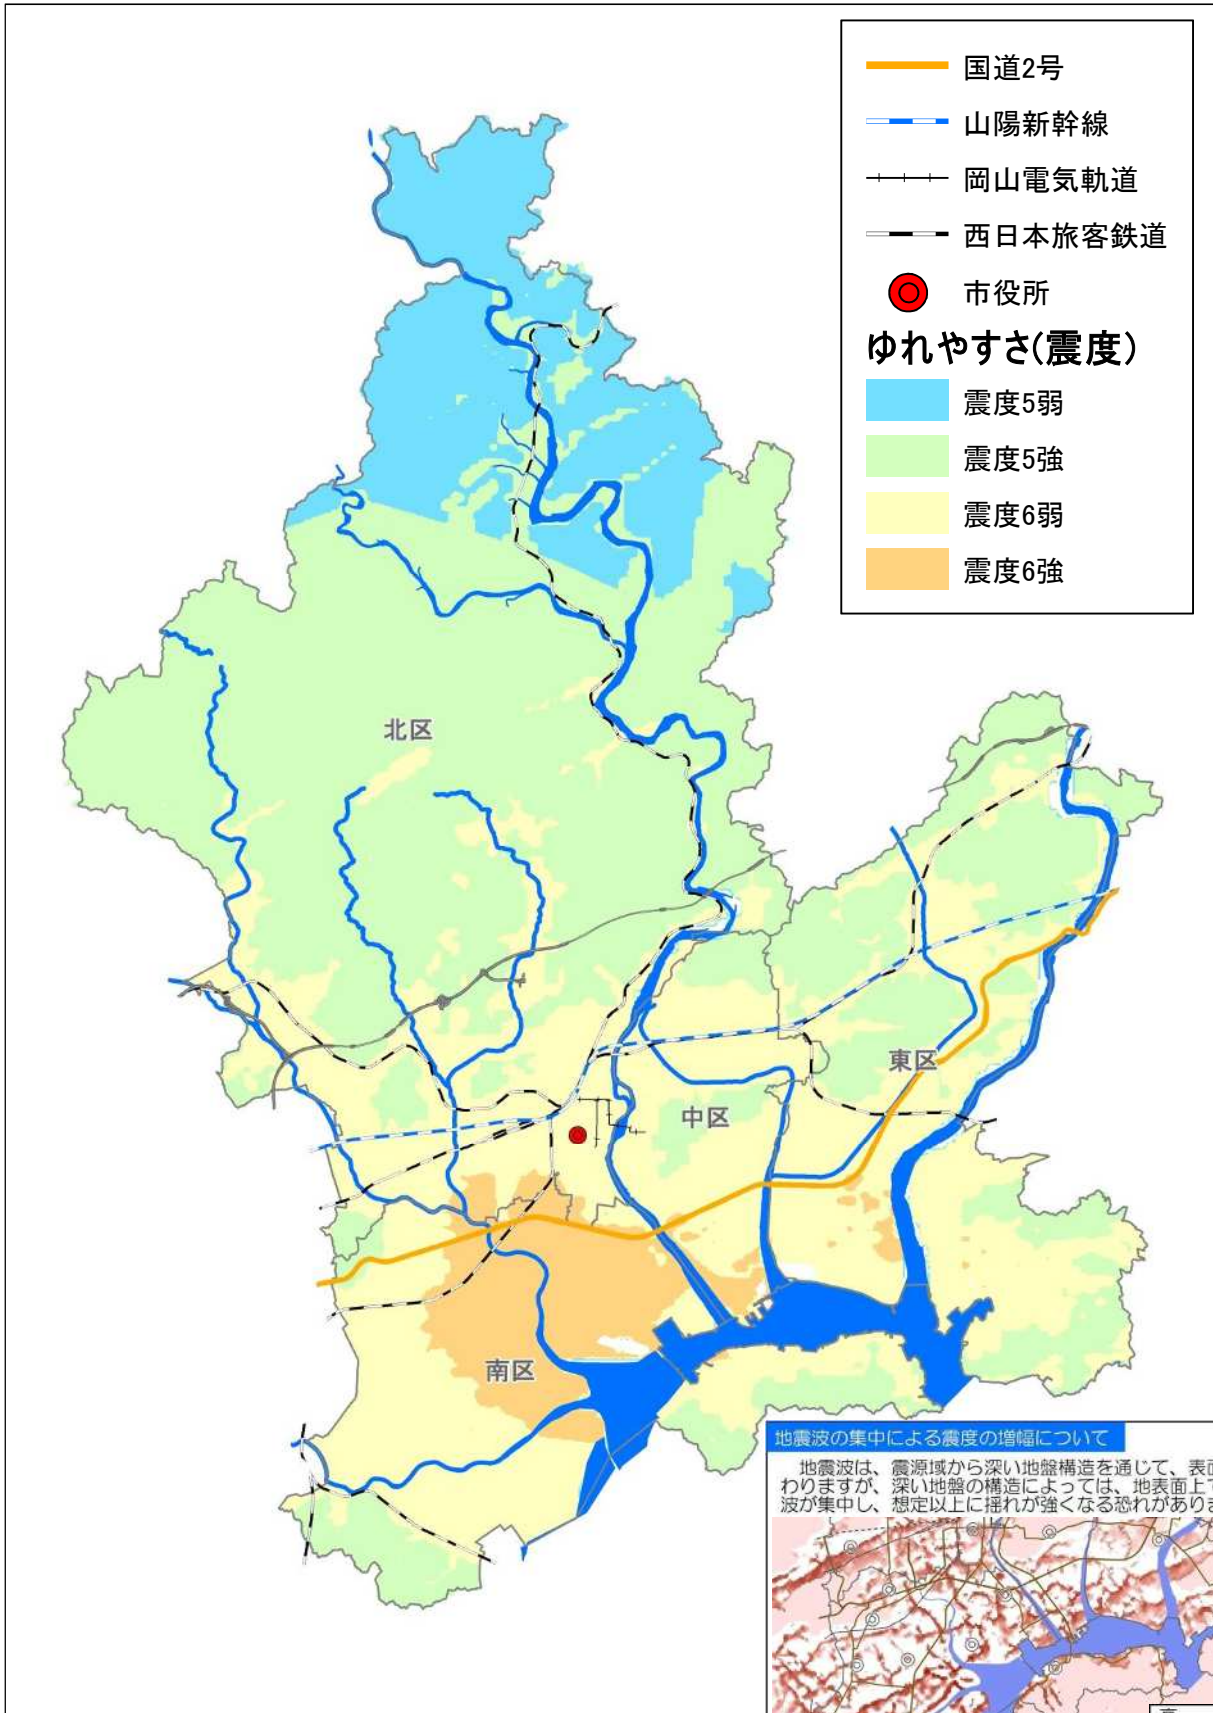 国道2号
山陽新幹線
岡山電気軌道
西日本旅客鉄道
市役所
ゆれやすさ(震度)
震度5弱
震度5強
震度6弱
震度6強
北区
東区
中区
南区
地震波の集中による震度の増幅について
地震波は、震源域から深い地盤構造を通じて、表面
わりますが、深い地盤の構造によっては、地表面上で
波が集中し、想定以上に揺れが強くなる恐れがありま